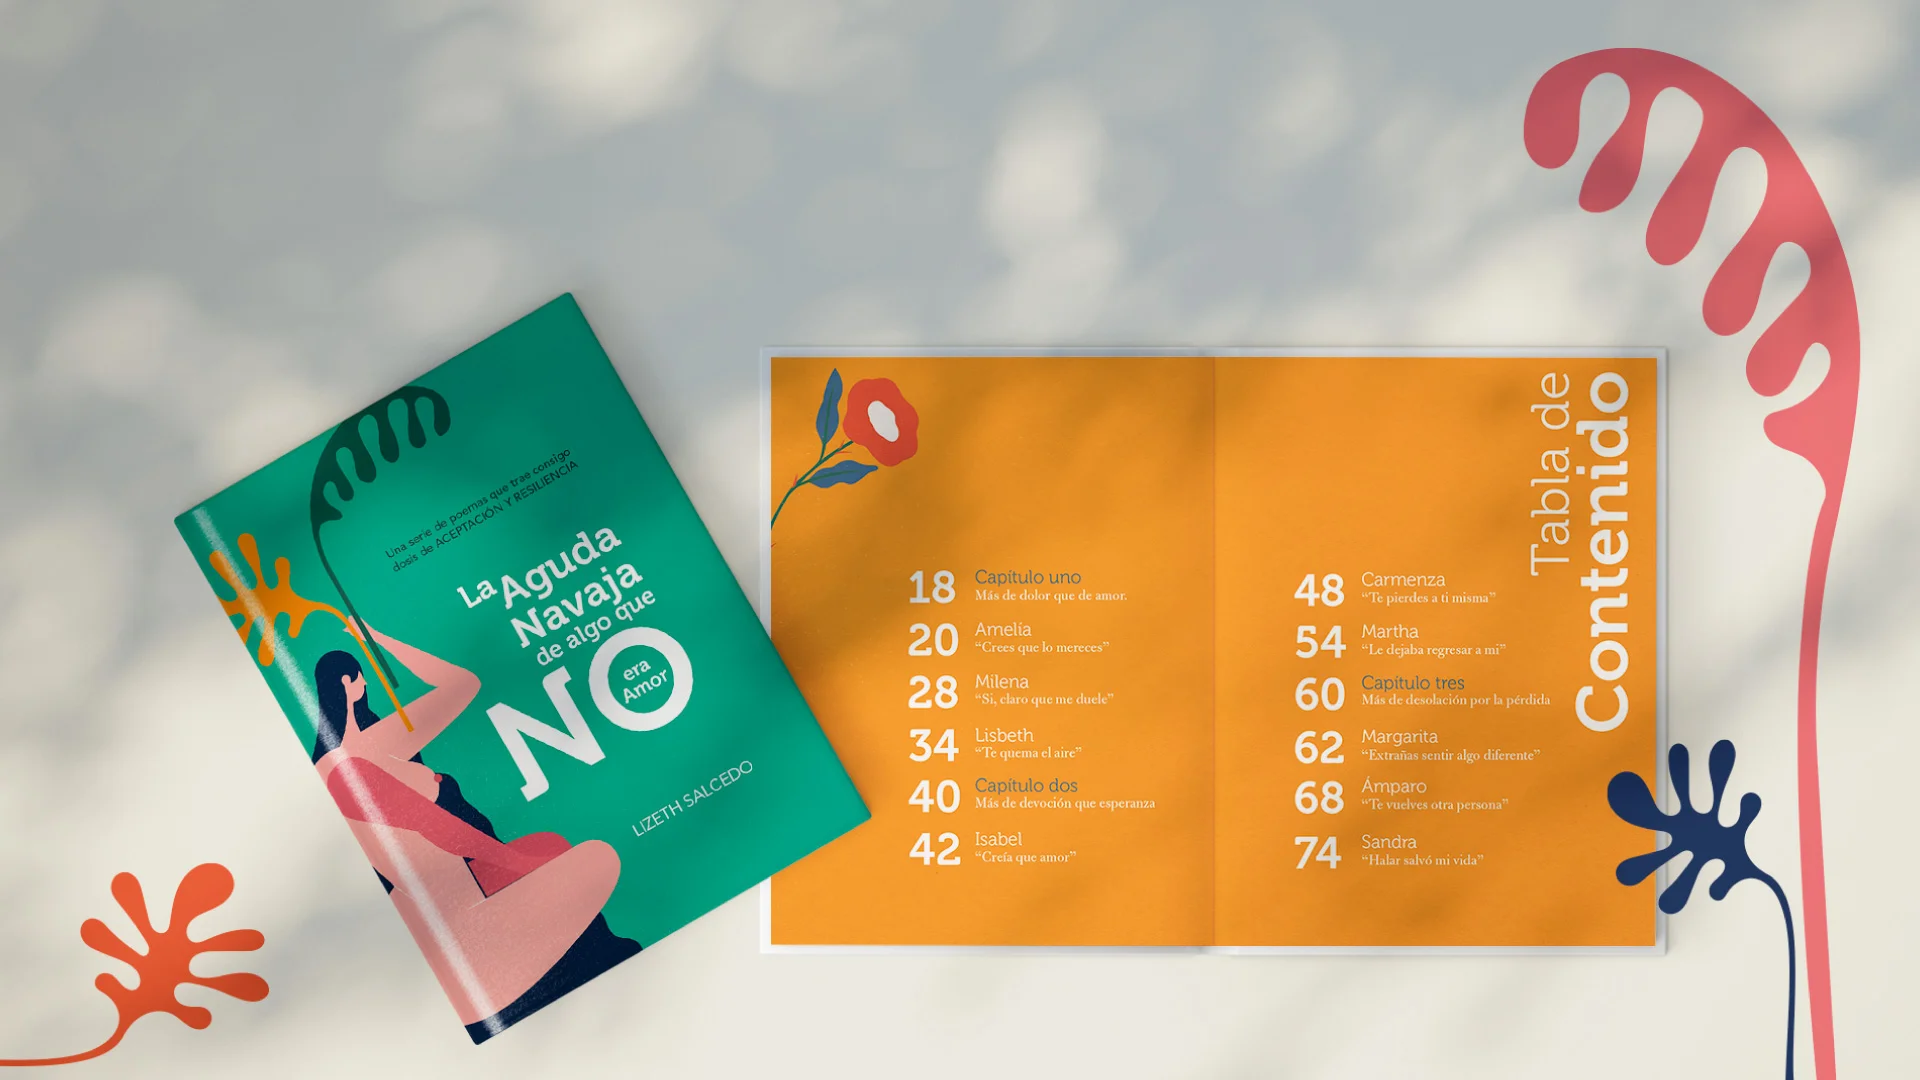 Una serie de poemas que trae consigo
dosis de ACEPTACIÓN Y RESILIENCIA
La Aguda
Navaja
de algo que
NO
era
Amor
LIZETH SALCEDO
Tabla de
Contenido
18 Capítulo uno
Más de dolor que de amor.
20 Amelia
“Crees que lo mereces”
28 Milena
“Si, claro que me duele”
34 Lisbeth
“Te quema el aire”
40 Capítulo dos
Más de devoción que esperanza
42 Isabel
“Creía que amor”
48 Carmenza
“Te pierdes a ti misma”
54 Martha
“Le dejaba regresar a mi”
60 Capítulo tres
Más de desolación por la pérdida
62 Margarita
“Extrañas sentir algo diferente”
68 Ámparo
“Te vuelves otra persona”
74 Sandra
“Halar salvó mi vida”